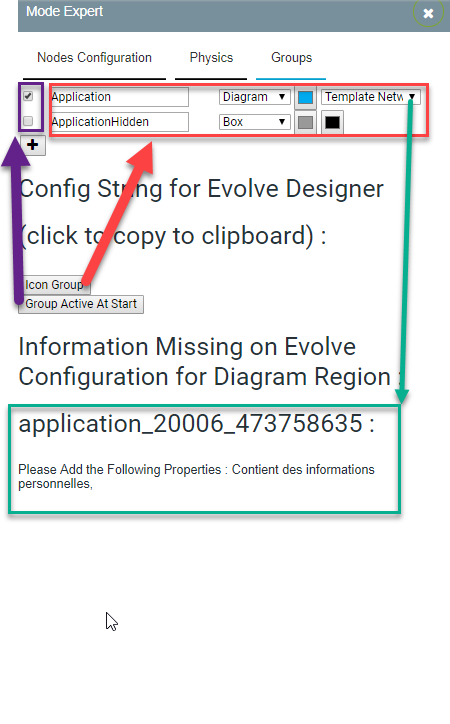 Mode Expert
Nodes Configuration Physics Groups
Application Diagram Template Netw
ApplicationHidden Box
Config String for Evolve Designer
(click to copy to clipboard) :
Icon Group
Group Active At Start
Information Missing on Evolve
Configuration for Diagram Region :
application_20006_473758635 :
Please Add the Following Properties : Contient des informations
personnelles,